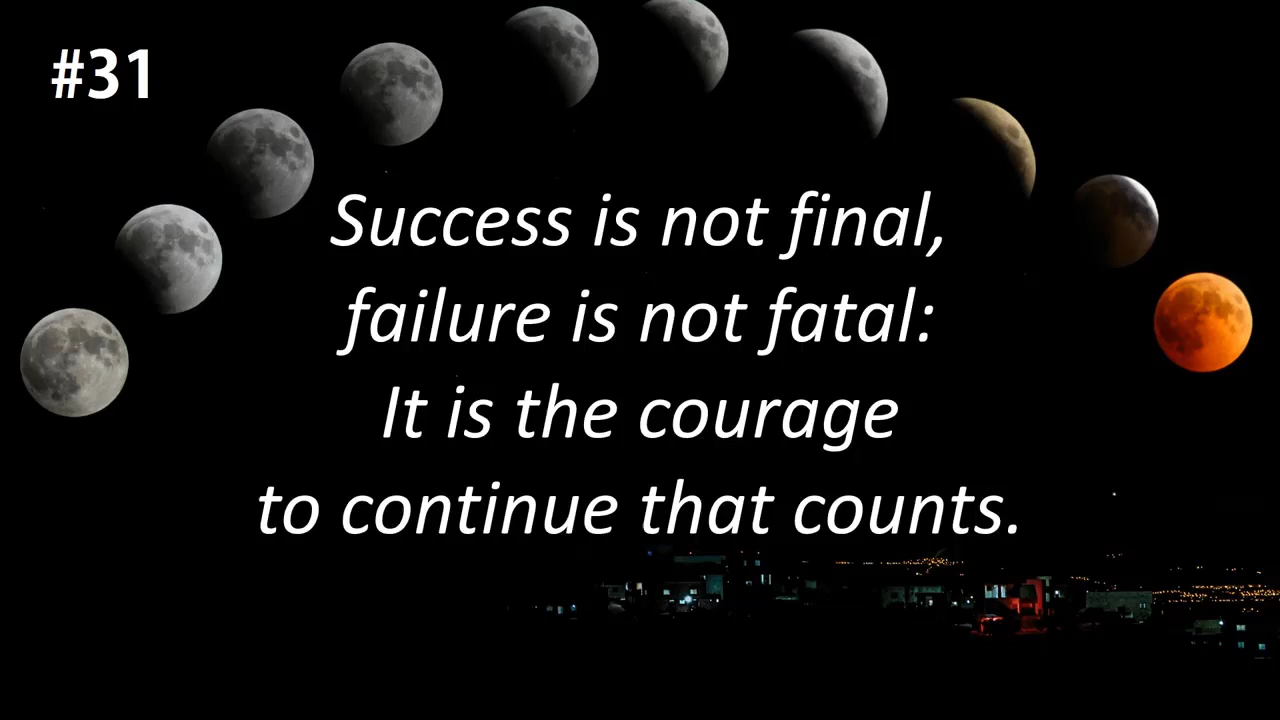 #31
Success is not final,
failure is not fatal:
It is the courage
to continue that counts.